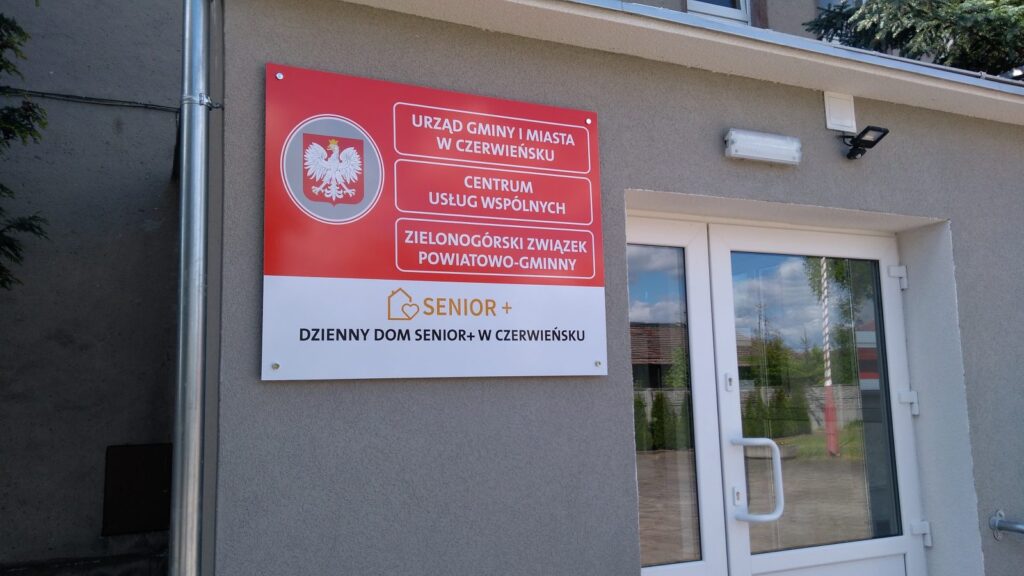 URZĄD GMINY I MIASTA
W CZERWIEŃSKU
CENTRUM
USŁUG WSPÓLNYCH
ZIELONOGÓRSKI ZWIĄZEK
POWIATOWO-GMINNY
SENIOR +
DZIENNY DOM SENIOR+ W CZERWIEŃSKU